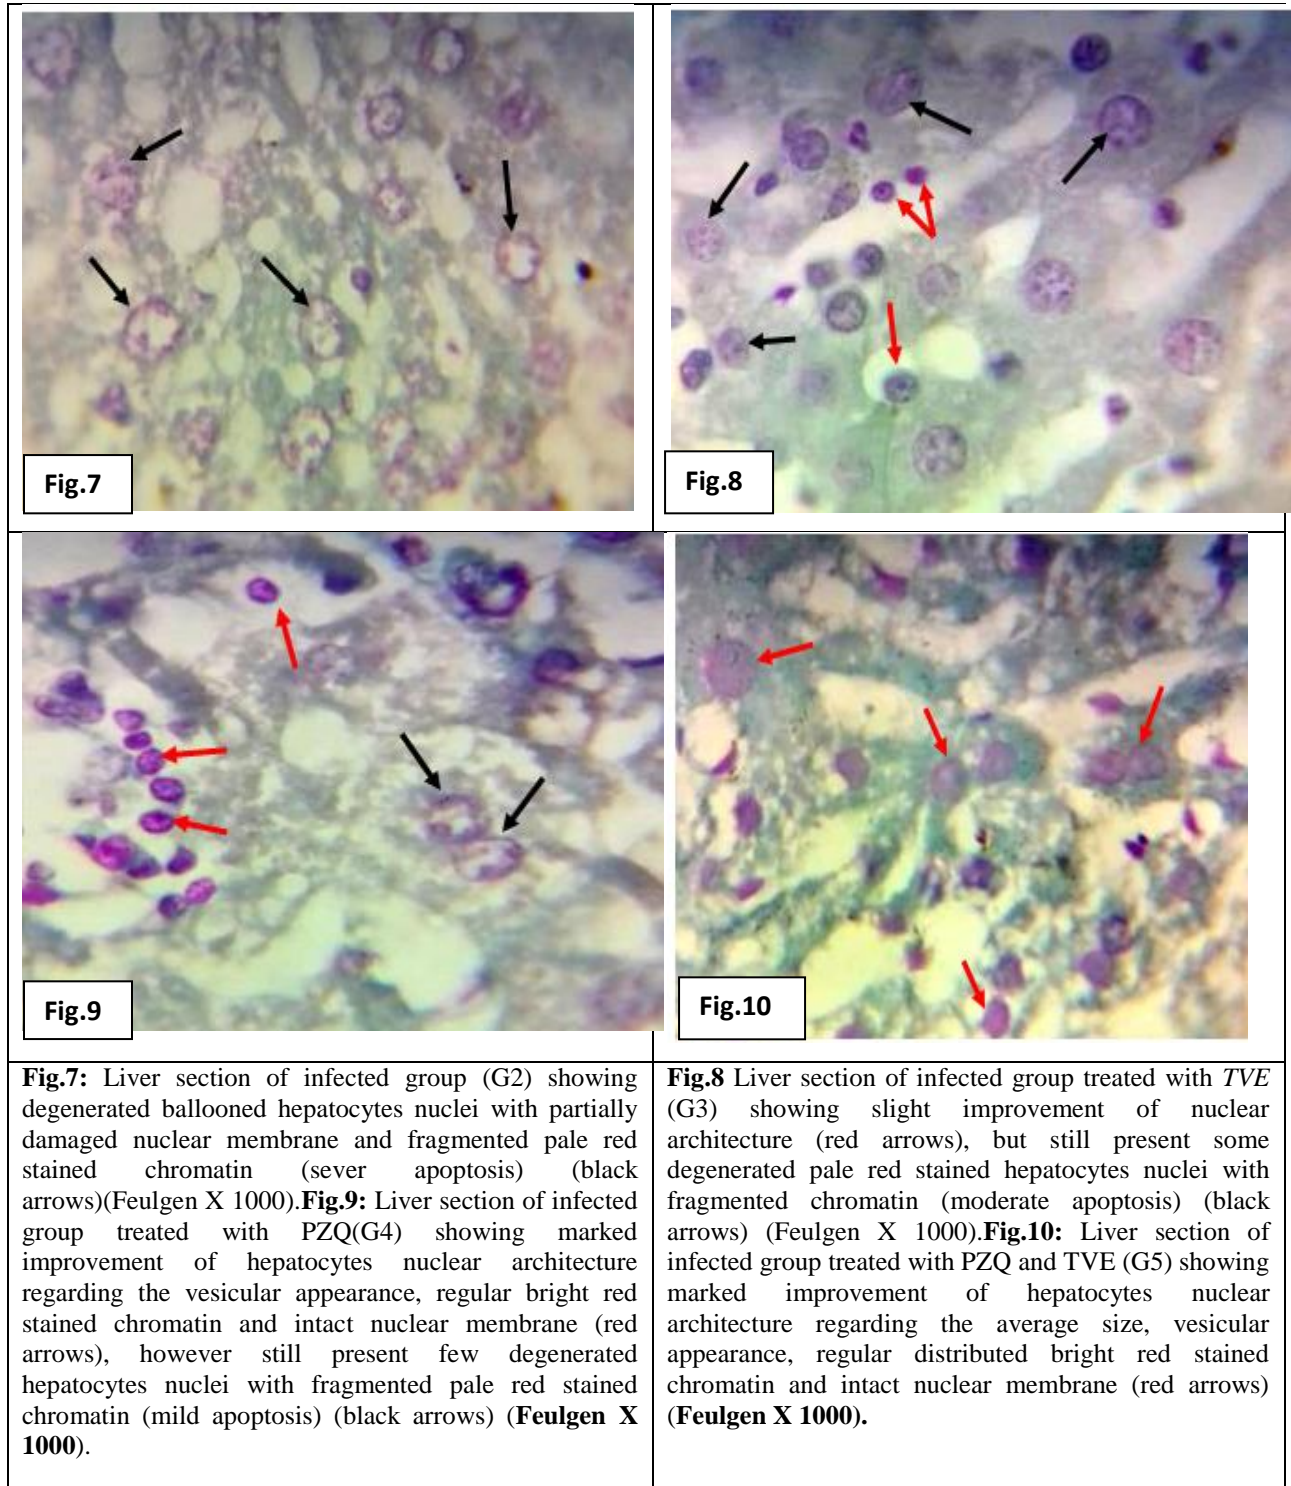 Fig.7
Fig.8
Fig.9
Fig.10
Fig.7: Liver section of infected group (G2) showing
degenerated ballooned hepatocytes nuclei with partially
damaged nuclear membrane and fragmented pale red
stained chromatin (sever apoptosis) (black
arrows)(Feulgen X 1000).Fig.9: Liver section of infected
group treated with PZQ(G4) showing marked
improvement of hepatocytes nuclear architecture
regarding the vesicular appearance, regular bright red
stained chromatin and intact nuclear membrane (red
arrows), however still present few degenerated
hepatocytes nuclei with fragmented pale red stained
chromatin (mild apoptosis) (black arrows) (Feulgen X
1000).
Fig.8 Liver section of infected group treated with TVE
(G3) showing slight improvement of nuclear
architecture (red arrows), but still present some
degenerated pale red stained hepatocytes nuclei with
fragmented chromatin (moderate apoptosis) (black
arrows) (Feulgen X 1000).Fig.10: Liver section of
infected group treated with PZQ and TVE (G5) showing
marked improvement of hepatocytes nuclear
architecture regarding the average size, vesicular
appearance, regular distributed bright red stained
chromatin and intact nuclear membrane (red arrows)
(Feulgen X 1000).